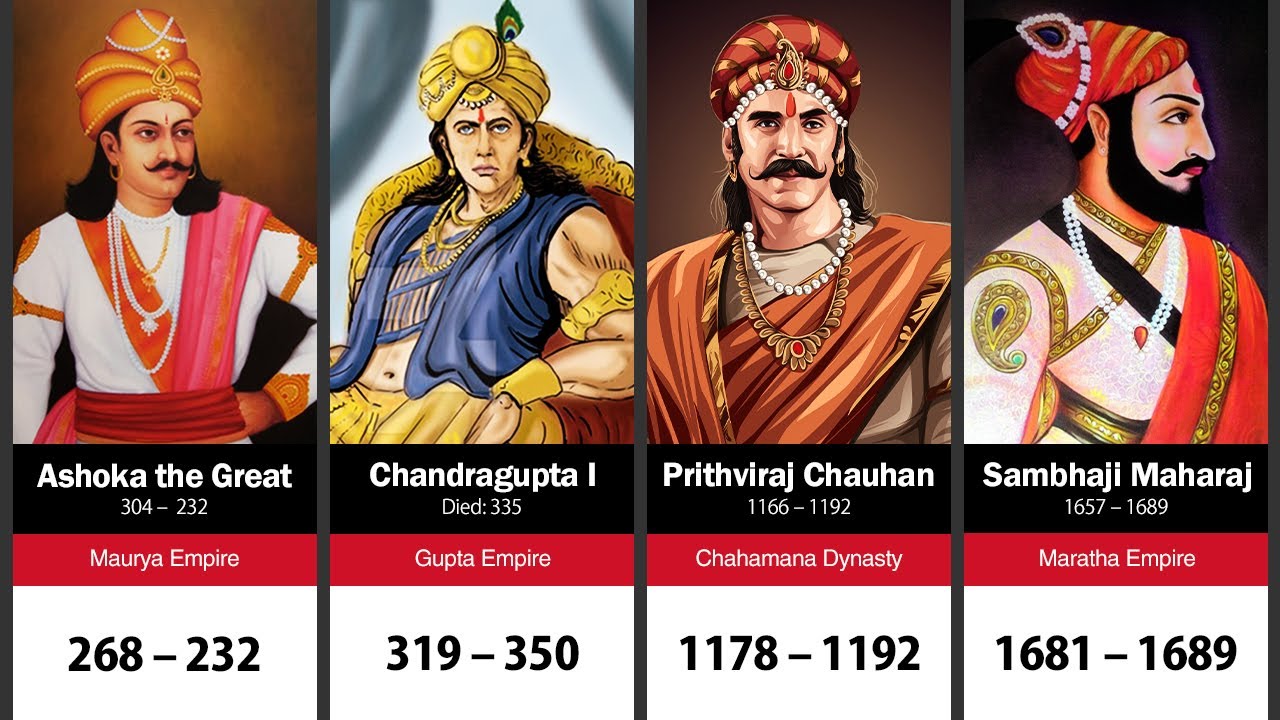 Ashoka the Great
304 – 232
Maurya Empire
268 – 232
Chandragupta I
Died: 335
Gupta Empire
319 – 350
Prithviraj Chauhan
1166 – 1192
Chahamana Dynasty
1178 – 1192
Sambhaji Maharaj
1657 – 1689
Maratha Empire
1681 – 1689